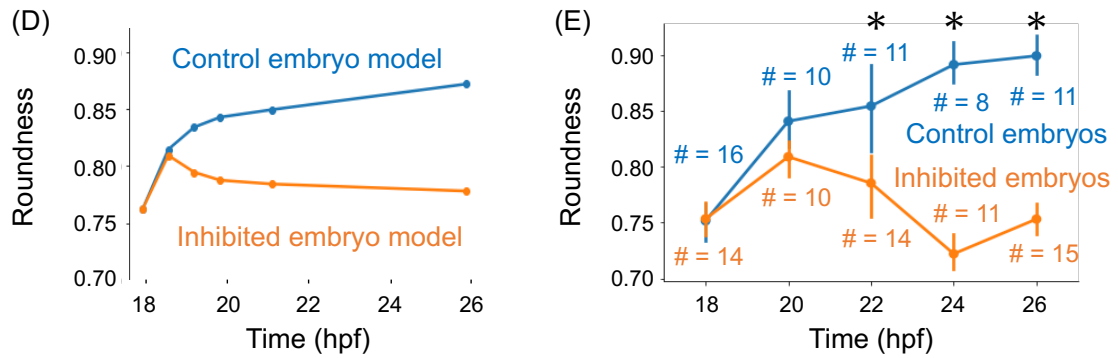 (D)
0.90
0.85
0.80
0.75
0.70
Roundness
Control embryo model
Inhibited embryo model
18 20 22 24 26
Time (hpf)
(E)
* * *
0.90
0.85
0.80
0.75
0.70
Roundness
# = 16
# = 10
# = 11
# = 8
# = 11
Control embryos
Inhibited embryos
# = 14
# = 10
# = 14
# = 11
# = 15
18 20 22 24 26
Time (hpf)